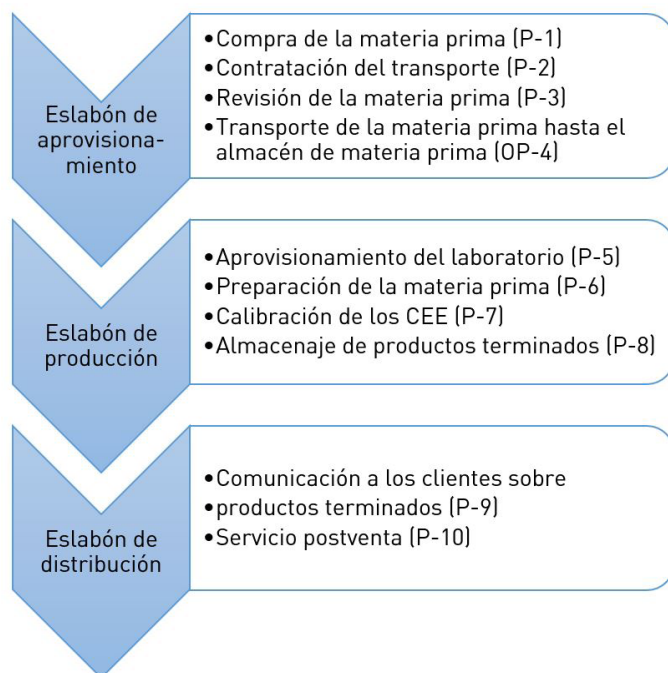 Eslabón de
aprovisiona-
miento
•Compra de la materia prima (P-1)
•Contratación del transporte (P-2)
•Revisión de la materia prima (P-3)
•Transporte de la materia prima hasta el
almacén de materia prima (OP-4)
Eslabón de
producción
•Aprovisionamiento del laboratorio (P-5)
•Preparación de la materia prima (P-6)
•Calibración de los CEE (P-7)
•Almacenaje de productos terminados (P-8)
Eslabón de
distribución
•Comunicación a los clientes sobre
•productos terminados (P-9)
•Servicio postventa (P-10)